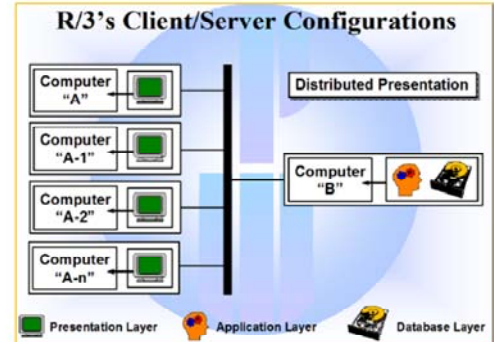 R/3's Client/Server Configurations
Computer
"A"
Distributed Presentation
Computer
"A-1"
Computer
"B"
Computer
"A-2"
Computer
"A-n"
Presentation Layer
Application Layer
Database Layer